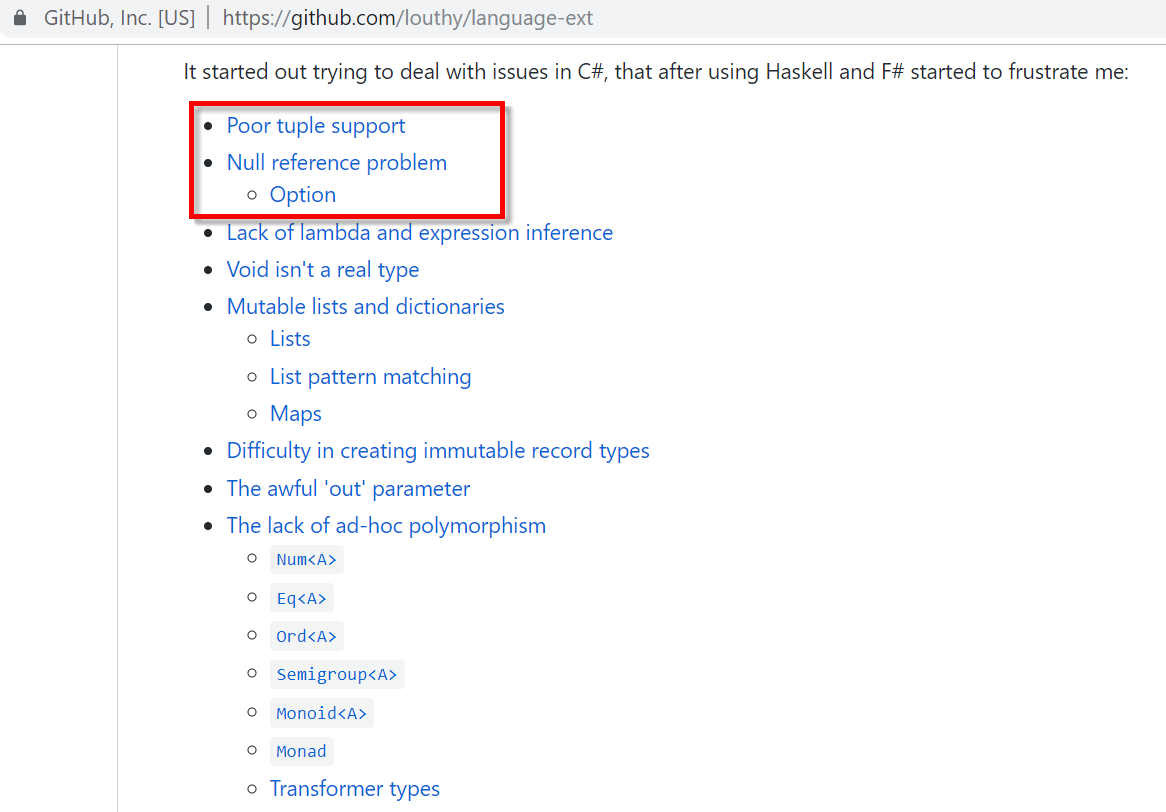 GitHub, Inc. [US] | https://github.com/louthy/language-ext
It started out trying to deal with issues in C#, that after using Haskell and F# started to frustrate me:
Poor tuple support
Null reference problem
Option
Lack of lambda and expression inference
Void isn't a real type
Mutable lists and dictionaries
Lists
List pattern matching
Maps
Difficulty in creating immutable record types
The awful 'out' parameter
The lack of ad-hoc polymorphism
Num<A>
Eq<A>
Ord<A>
Semigroup<A>
Monoid<A>
Monad
Transformer types